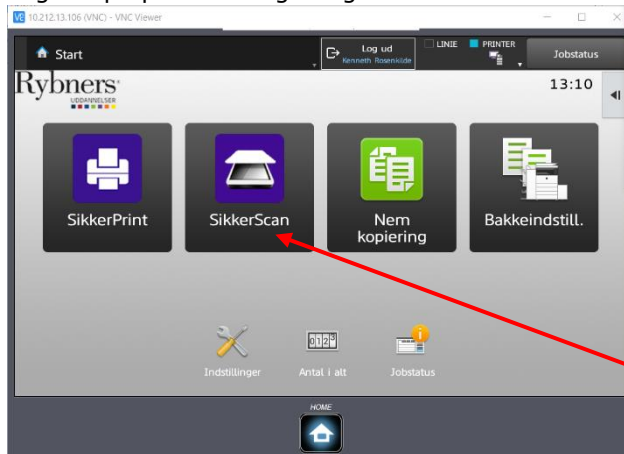 10.212.13.106 (VNC) - VNC Viewer
Start
Log ud
Kenneth Rosenkilde
LINIE
PRINTER
Jobstatus
Rybners
UDDANNELSER
13:10
SikkerPrint
SikkerScan
Nem
kopiering
Bakkeindstill.
Indstillinger
Antal i alt
Jobstatus
HOME